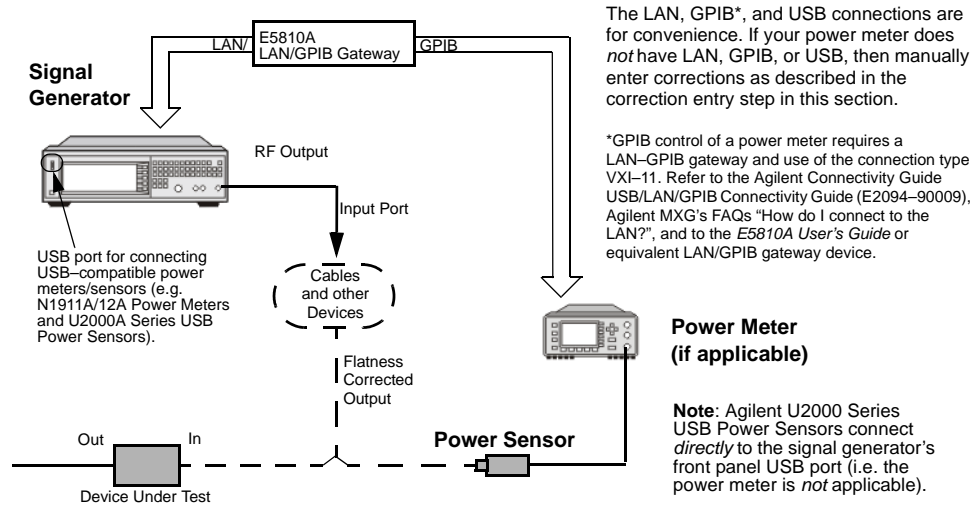 The LAN, GPIB*, and USB connections are
for convenience. If your power meter does
not have LAN, GPIB, or USB, then manually
enter corrections as described in the
correction entry step in this section.
*GPIB control of a power meter requires a
LAN–GPIB gateway and use of the connection type
VXI–11. Refer to the Agilent Connectivity Guide
USB/LAN/GPIB Connectivity Guide (E2094–90009),
Agilent MXG's FAQs “How do I connect to the
LAN?”, and to the E5810A User's Guide or
equivalent LAN/GPIB gateway device.
LAN/
E5810A
LAN/GPIB Gateway
GPIB
Signal
Generator
RF Output
Input Port
USB port for connecting
USB–compatible power
meters/sensors (e.g.
N1911A/12A Power Meters
and U2000A Series USB
Power Sensors).
Cables
and other
Devices
Power Meter
(if applicable)
Flatness
Corrected
Output
Note: Agilent U2000 Series
USB Power Sensors connect
directly to the signal generator's
front panel USB port (i.e. the
power meter is not applicable).
Out
In
Power Sensor
Device Under Test